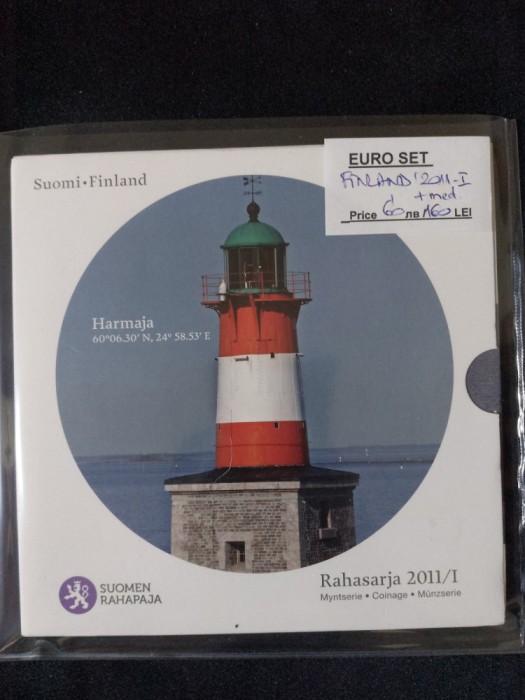 EURO SET
FINLAND '2011-I
+ med.
Price 60 лв/160 LEI
Suomi•Finland
Harmaja
60°06.30' N, 24° 58.53' E
SUOMEN
RAHAPAJA
Rahasarja 2011/I
Myntserie • Coinage • Münzserie